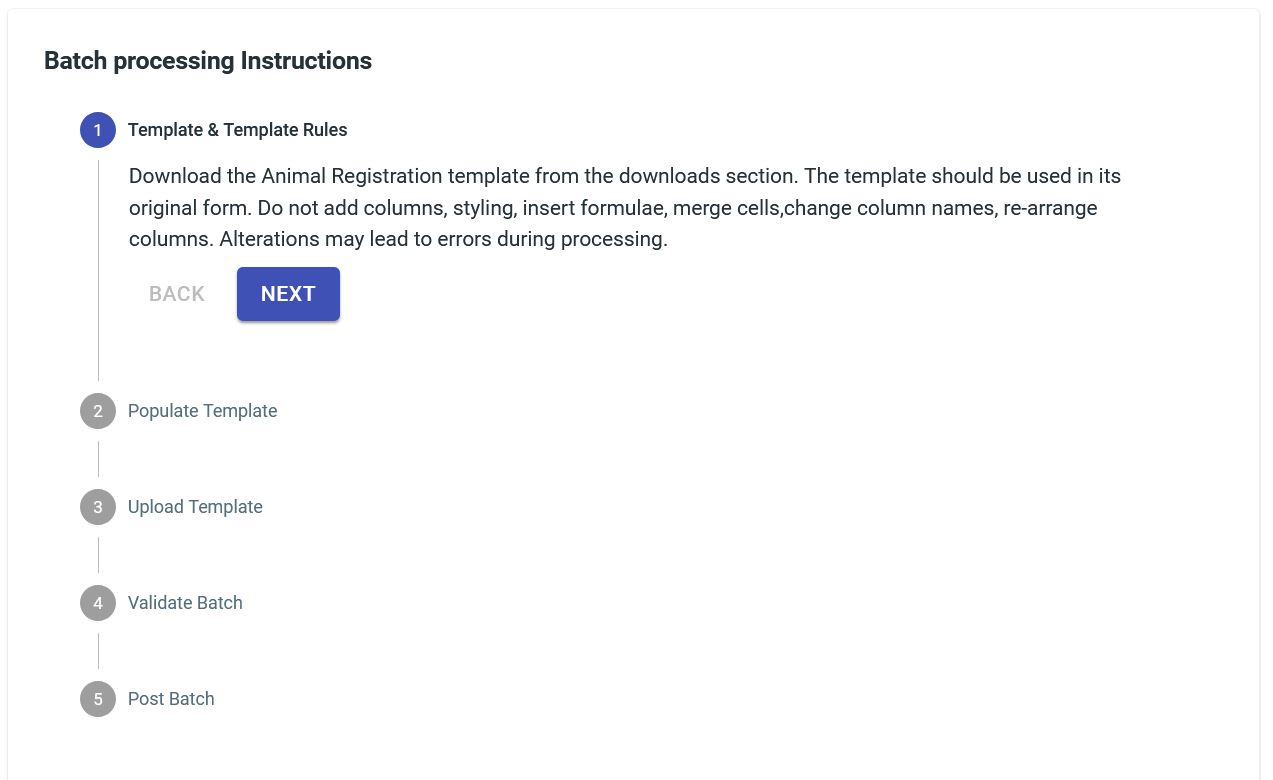 Batch processing Instructions
1 Template & Template Rules
Download the Animal Registration template from the downloads section. The template should be used in its
original form. Do not add columns, styling, insert formulae, merge cells,change column names, re-arrange
columns. Alterations may lead to errors during processing.
BACK NEXT
2 Populate Template
3 Upload Template
4 Validate Batch
5 Post Batch